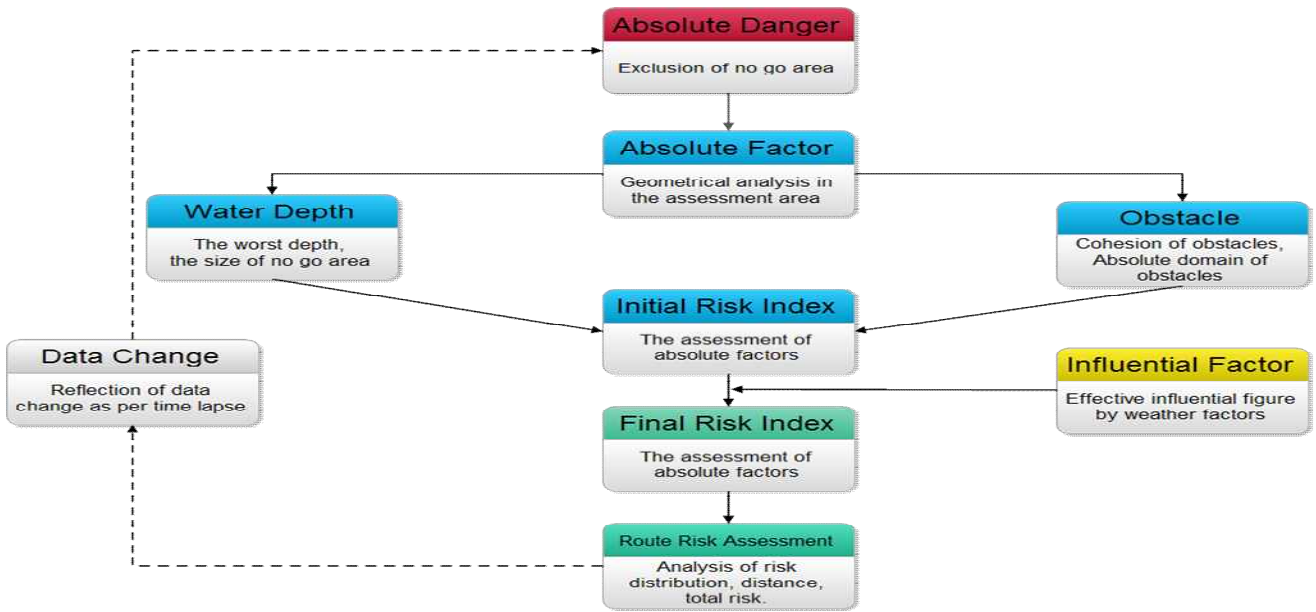 Absolute Danger
Exclusion of no go area
Absolute Factor
Geometrical analysis in
the assessment area
Water Depth
The worst depth,
the size of no go area
Obstacle
Cohesion of obstacles,
Absolute domain of
obstacles
Initial Risk Index
The assessment of
absolute factors
Data Change
Reflection of data
change as per time lapse
Influential Factor
Effective influential figure
by weather factors
Final Risk Index
The assessment of
absolute factors
Route Risk Assessment
Analysis of risk
distribution, distance,
total risk.